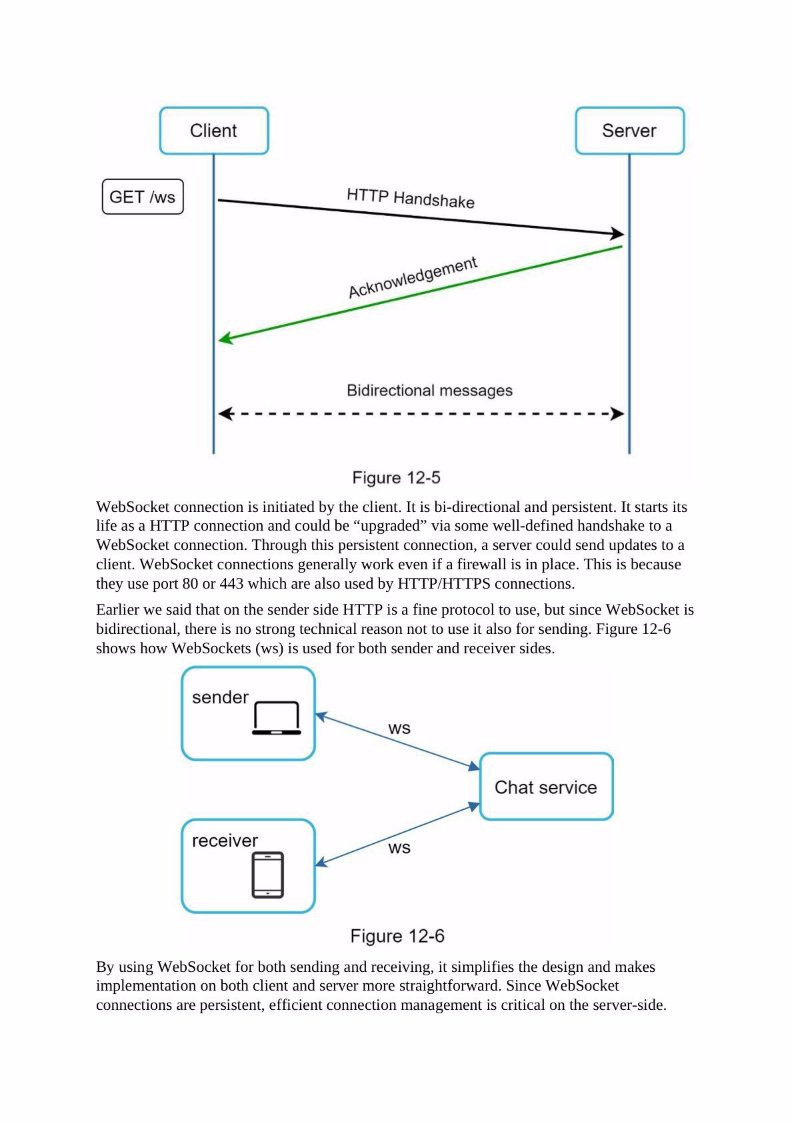 Client
Server
GET /ws
HTTP Handshake
Acknowledgement
Bidirectional messages
Figure 12-5
WebSocket connection is initiated by the client. It is bi-directional and persistent. It starts its
life as a HTTP connection and could be “upgraded” via some well-defined handshake to a
WebSocket connection. Through this persistent connection, a server could send updates to a
client. WebSocket connections generally work even if a firewall is in place. This is because
they use port 80 or 443 which are also used by HTTP/HTTPS connections.
Earlier we said that on the sender side HTTP is a fine protocol to use, but since WebSocket is
bidirectional, there is no strong technical reason not to use it also for sending. Figure 12-6
shows how WebSockets (ws) is used for both sender and receiver sides.
sender
ws
Chat service
receiver
ws
Figure 12-6
By using WebSocket for both sending and receiving, it simplifies the design and makes
implementation on both client and server more straightforward. Since WebSocket
connections are persistent, efficient connection management is critical on the server-side.